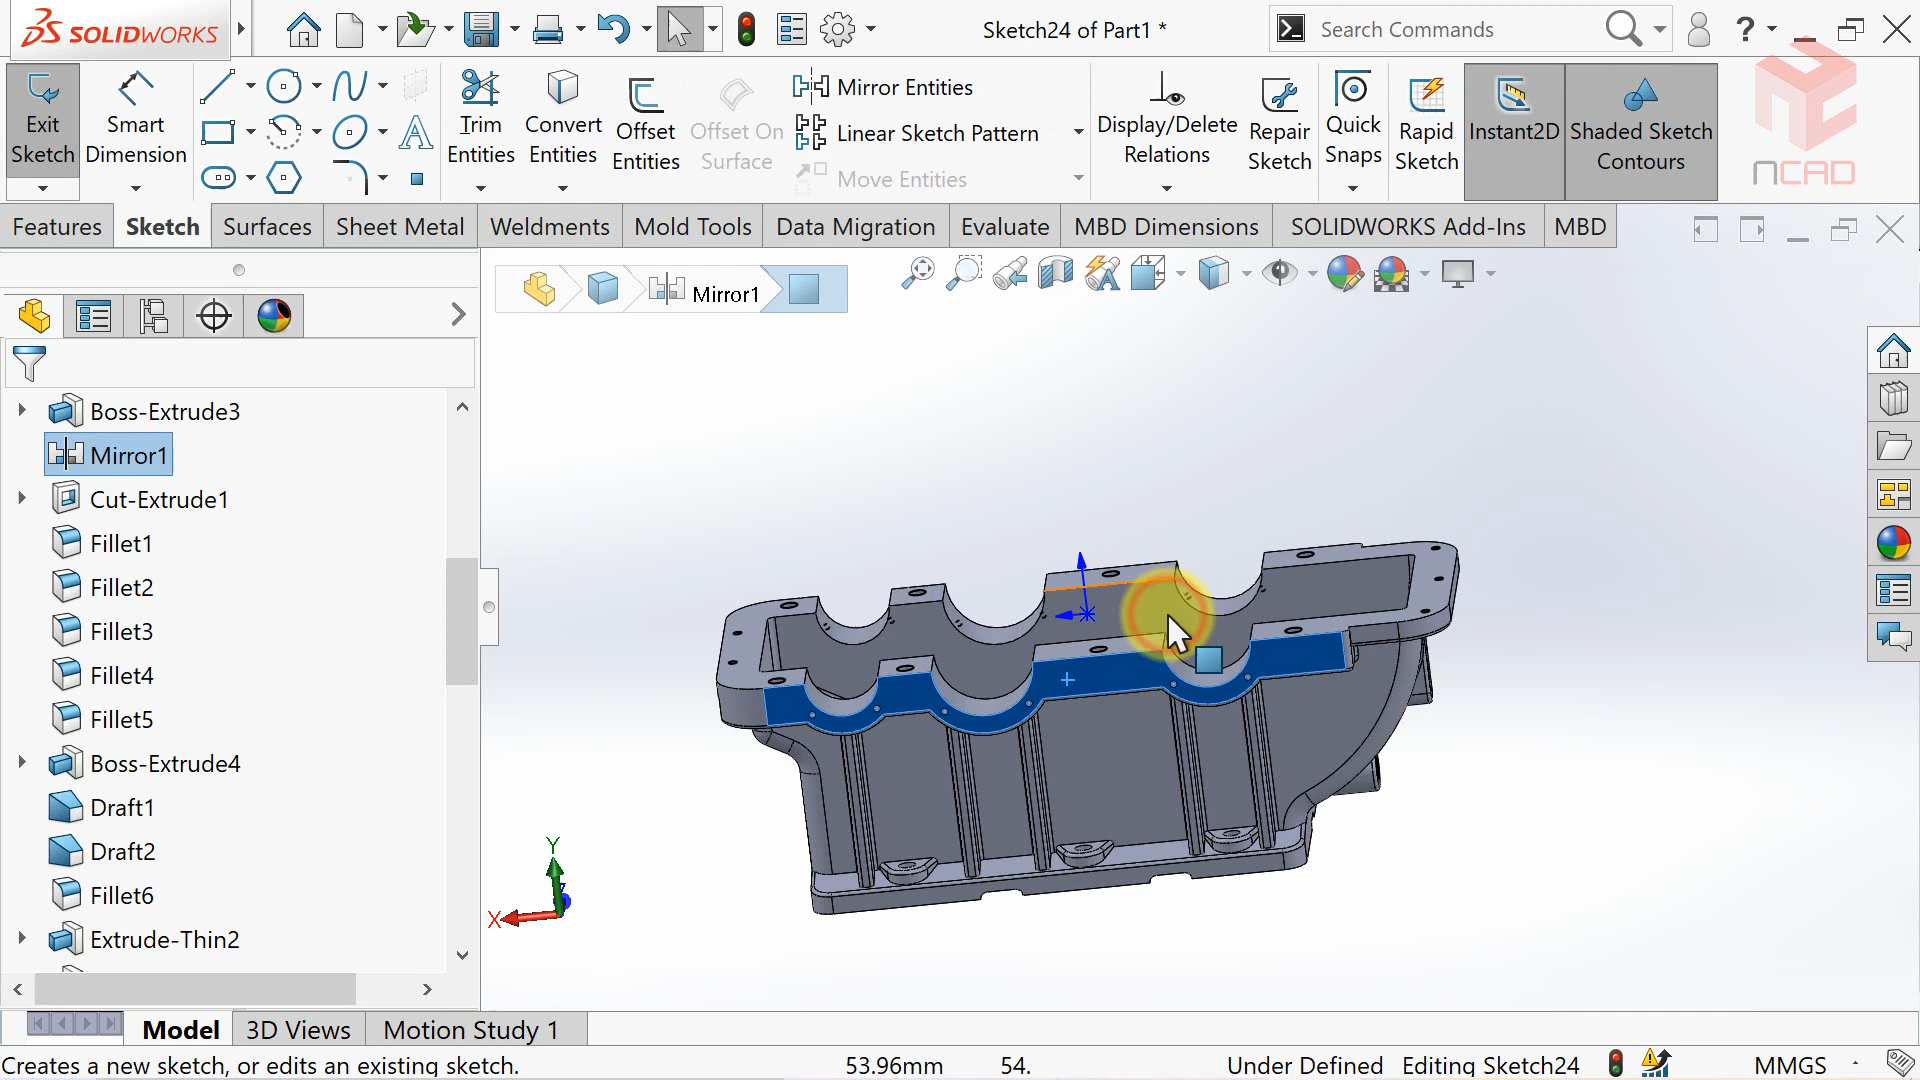 SOLIDWORKS
Sketch24 of Part1 *
Search Commands
?
Exit Sketch
Smart Dimension
Trim Entities
Convert Entities
Offset Entities
Offset On Surface
Mirror Entities
Linear Sketch Pattern
Move Entities
Display/Delete Relations
Repair Sketch
Quick Snaps
Rapid Sketch
Instant2D
Shaded Sketch Contours
NCAD
Features
Sketch
Surfaces
Sheet Metal
Weldments
Mold Tools
Data Migration
Evaluate
MBD Dimensions
SOLIDWORKS Add-Ins
MBD
Mirror1
Boss-Extrude3
Mirror1
Cut-Extrude1
Fillet1
Fillet2
Fillet3
Fillet4
Fillet5
Boss-Extrude4
Draft1
Draft2
Fillet6
Extrude-Thin2
Y
Z
X
Model
3D Views
Motion Study 1
Creates a new sketch, or edits an existing sketch.
53.96mm
54.
Under Defined
Editing Sketch24
MMGS